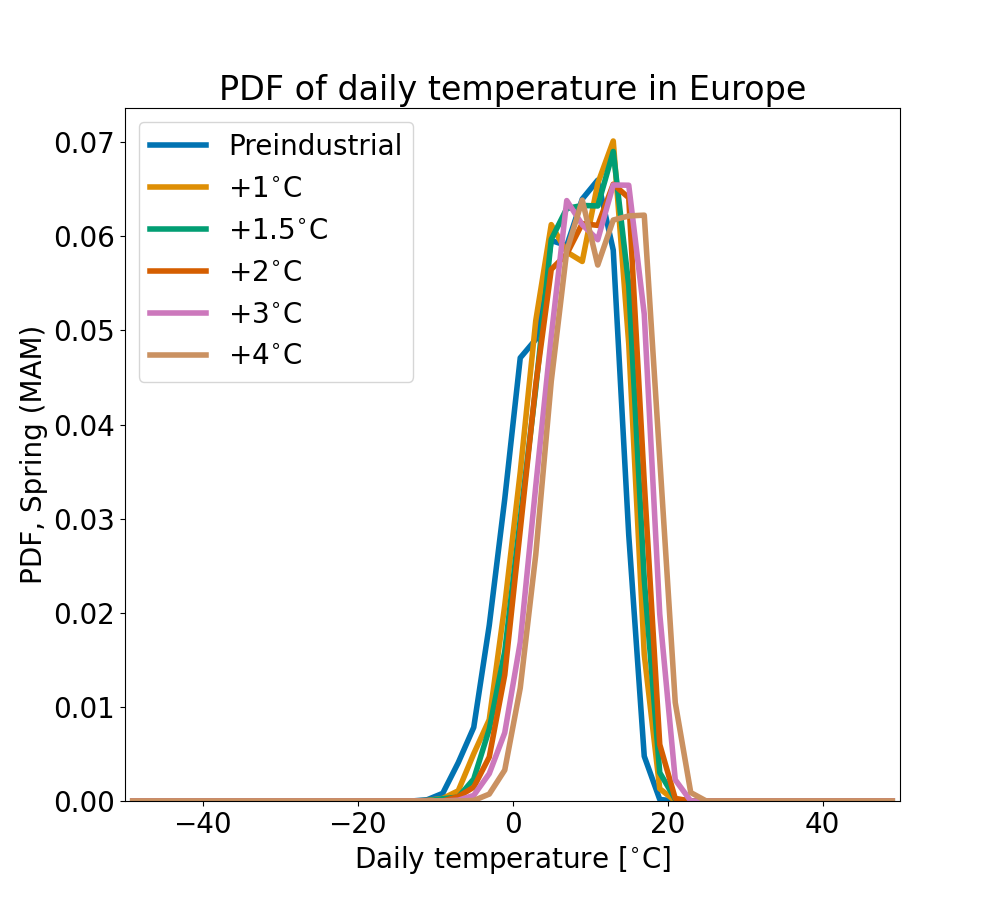 PDF of daily temperature in Europe
PDF, Spring (MAM)
0.07
0.06
0.05
0.04
0.03
0.02
0.01
0.00
Preindustrial
+1°C
+1.5°C
+2°C
+3°C
+4°C
−40 −20 0 20 40
Daily temperature [°C]